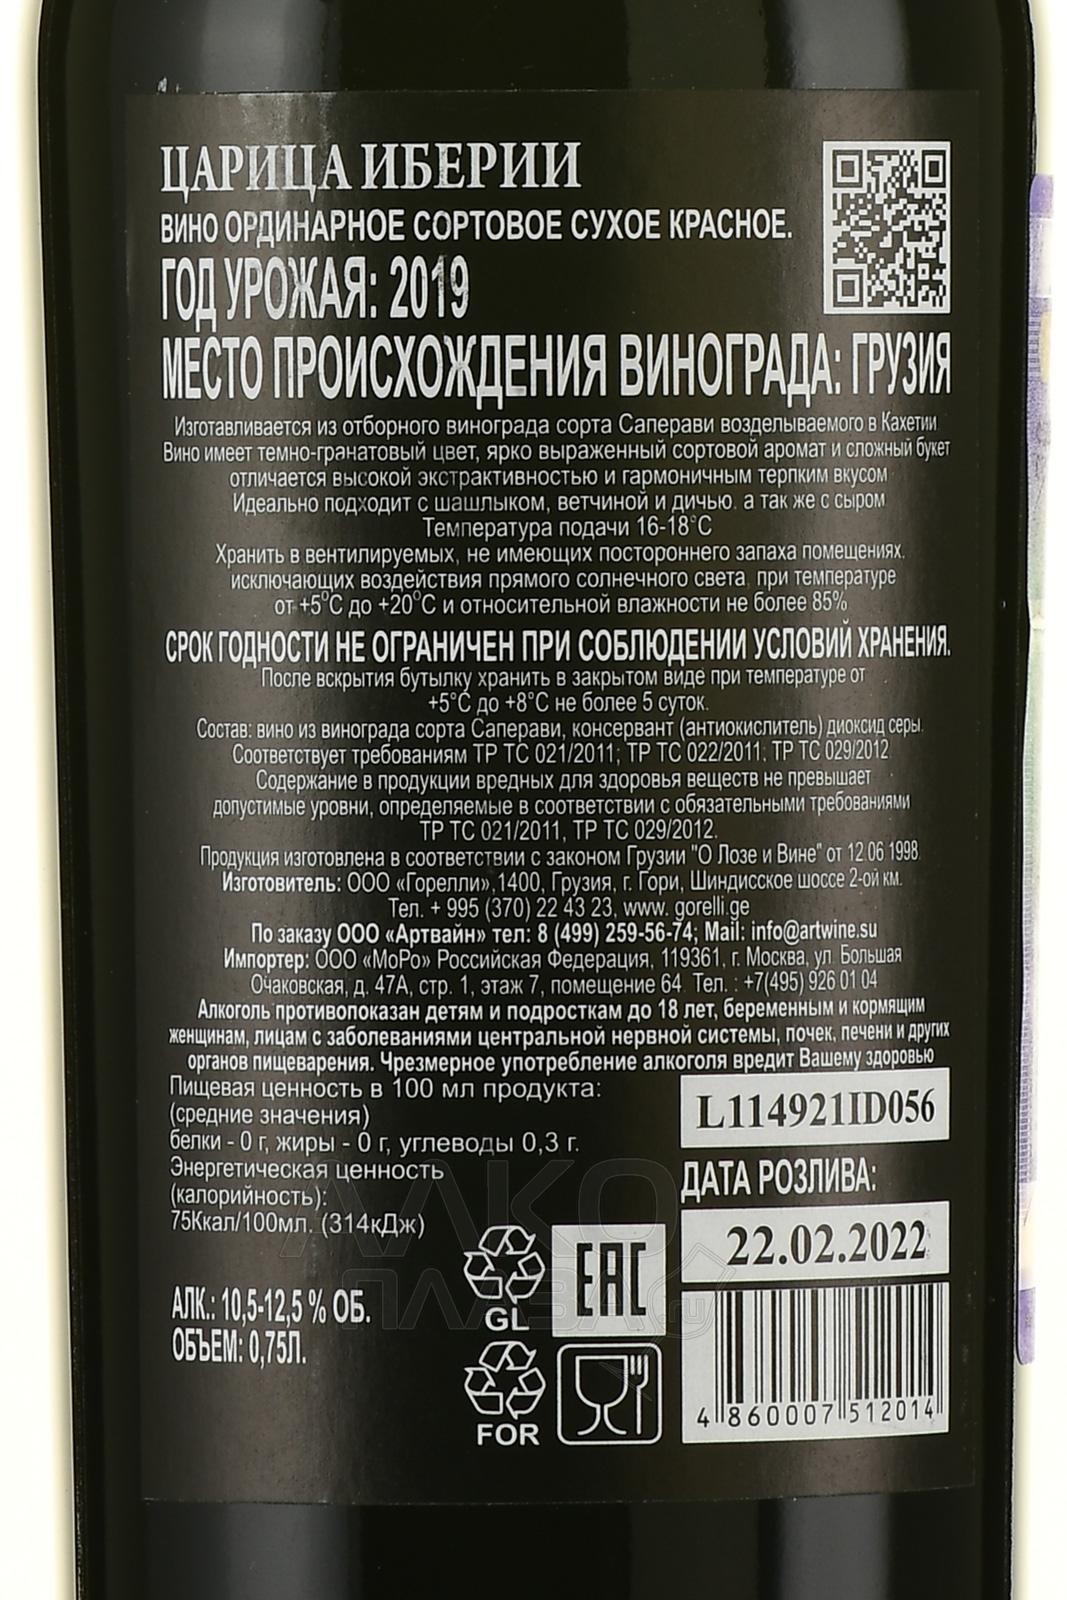 ЦАРИЦА ИБЕРИИ
ВИНО ОРДИНАРНОЕ СОРТОВОЕ СУХОЕ КРАСНОЕ.
ГОД УРОЖАЯ: 2019
МЕСТО ПРОИСХОЖДЕНИЯ ВИНОГРАДА: ГРУЗИЯ
Изготавливается из отборного винограда сорта Саперави возделываемого в Кахетии
Вино имеет темно-гранатовый цвет, ярко выраженный сортовой аромат и сложный букет
отличается высокой экстрактивностью и гармоничным терпким вкусом
Идеально подходит с шашлыком, ветчиной и дичью. а так же с сыром
Температура подачи 16-18°C
Хранить в вентилируемых, не имеющих постороннего запаха помещениях,
исключающих воздействия прямого солнечного света, при температуре
от +5°C до +20°C и относительной влажности не более 85%
СРОК ГОДНОСТИ НЕ ОГРАНИЧЕН ПРИ СОБЛЮДЕНИИ УСЛОВИЙ ХРАНЕНИЯ.
После вскрытия бутылку хранить в закрытом виде при температуре от
+5°C до +8°C не более 5 суток.
Состав: вино из винограда сорта Саперави, консервант (антиокислитель) диоксид серы.
Соответствует требованиям ТР ТС 021/2011; ТР ТС 022/2011; ТР ТС 029/2012
Содержание в продукции вредных для здоровья веществ не превышает
допустимые уровни, определяемые в соответствии с обязательными требованиями
ТР ТС 021/2011, ТР ТС 029/2012.
Продукция изготовлена в соответствии с законом Грузии "О Лозе и Вине" от 12.06 1998
Изготовитель: ООО «Горелли»,1400, Грузия, г. Гори, Шиндисское шоссе 2-ой км.
Тел. + 995 (370) 22 43 23, www. gorelli.ge
По заказу ООО «Артвайн» тел: 8 (499) 259-56-74; Mail: info@artwine.su
Импортер: ООО «МоРо» Российская Федерация, 119361, г. Москва, ул. Большая
Очаковская, д. 47А, стр. 1, этаж 7, помещение 64 Тел. : +7(495) 926 01 04
Алкоголь противопоказан детям и подросткам до 18 лет, беременным и кормящим
женщинам, лицам с заболеваниями центральной нервной системы, почек, печени и других
органов пищеварения. Чрезмерное употребление алкоголя вредит Вашему здоровью
Пищевая ценность в 100 мл продукта:
(средние значения)
белки - 0 г, жиры - 0 г, углеводы 0,3 г.
Энергетическая ценность
(калорийность):
75Ккал/100мл. (314кДж)
АЛК.: 10,5-12,5 % ОБ.
ОБЪЕМ: 0,75Л.
GL
FOR
EAC
L114921ID056
ДАТА РОЗЛИВА:
22.02.2022
4 860007 512014
АЛКО
ПЛАЗА.ru